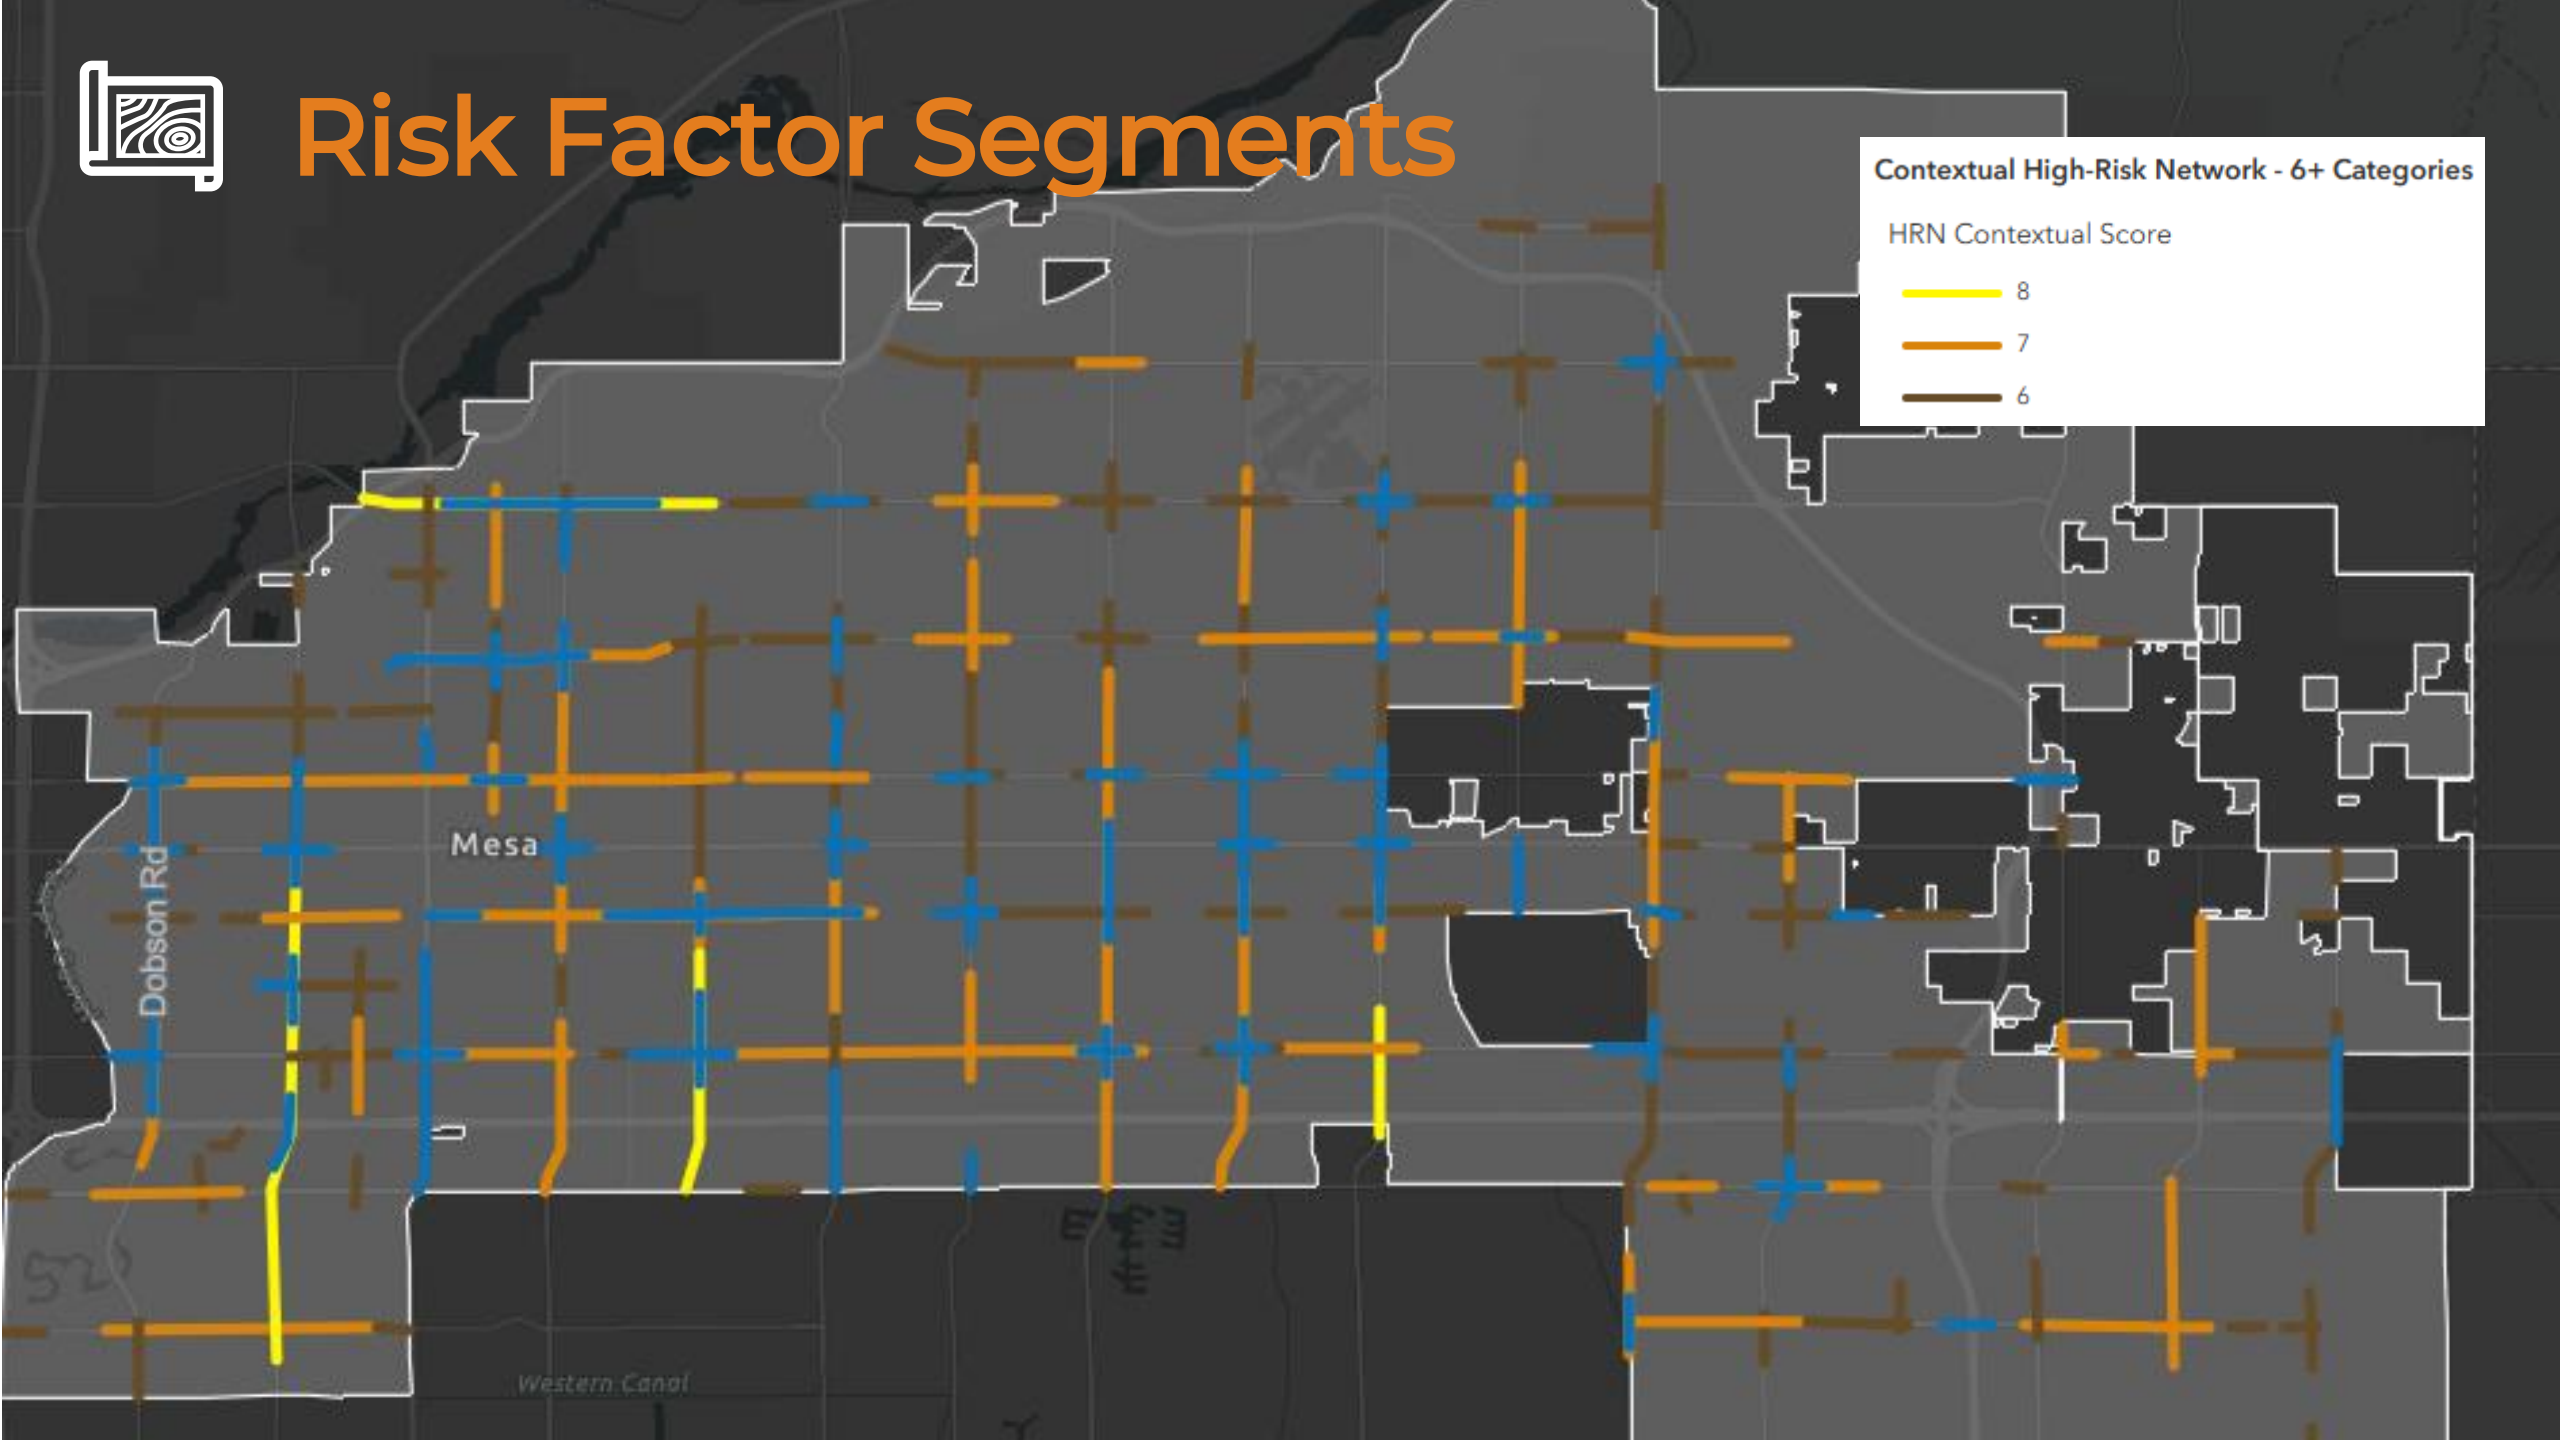 Risk Factor Segments
Contextual High-Risk Network - 6+ Categories
HRN Contextual Score
8
7
6
Mesa
Dobson Rd
Western Canal